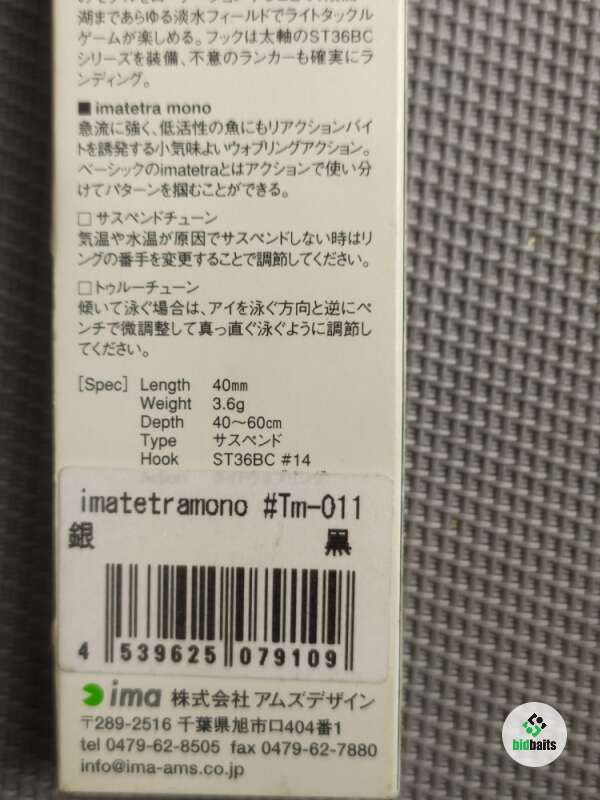 湖まであらゆる淡水フィールドでライトタックル
ゲームが楽しめる。フックは太軸のST36BC
シリーズを装備、不意のランカーも確実にラ
ンディング。
■ imatetra mono
急流に強く、低活性の魚にもリアクションバイ
トを誘発する小気味よいウォブリングアクション。
ベーシックのimatetraとはアクションで使い分
けてパターンを掴むことができる。
□ サスペンドチューン
気温や水温が原因でサスペンドしない時はリ
ングの番手を変更することで調節してください。
□ トゥルーチューン
傾いて泳ぐ場合は、アイを泳ぐ方向と逆にペ
ンチで微調整して真っ直ぐ泳ぐように調節し
てください。
[Spec] Length 40mm
Weight 3.6g
Depth 40〜60cm
Type サスペンド
Hook ST36BC #14
imatetramono #Tm-011
銀 黒
4 539625 079109
ima 株式会社アムズデザイン
〒289-2516 千葉県旭市ロ404番1
tel 0479-62-8505 fax 0479-62-7880
info@ima-ams.co.jp
bidbaits